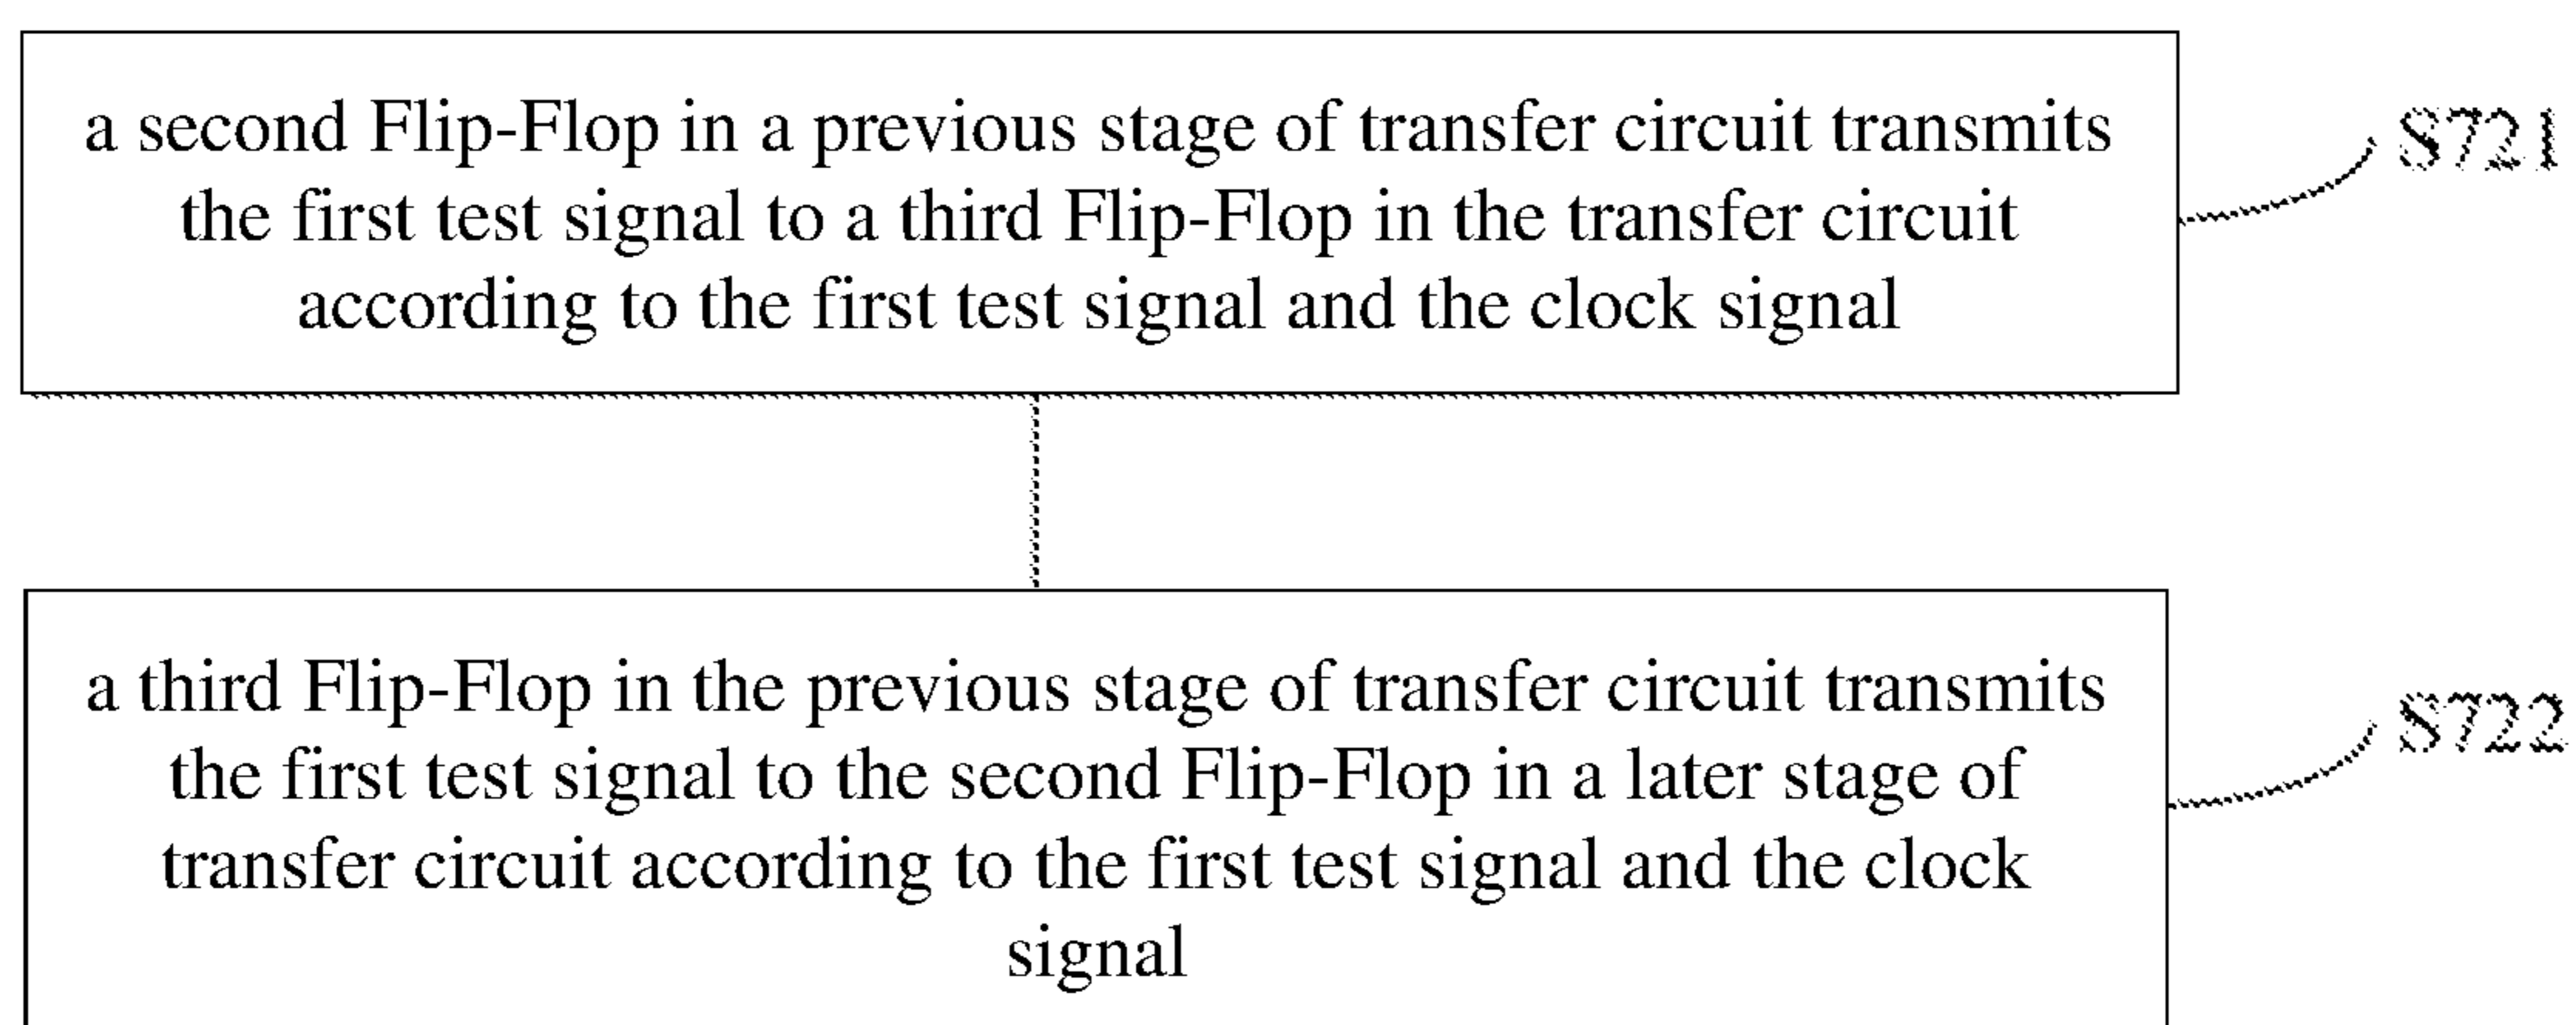 a second Flip-Flop in a previous stage of transfer circuit transmits
the first test signal to a third Flip-Flop in the transfer circuit
according to the first test signal and the clock signal
S721
a third Flip-Flop in the previous stage of transfer circuit transmits
the first test signal to the second Flip-Flop in a later stage of
transfer circuit according to the first test signal and the clock
signal
S722